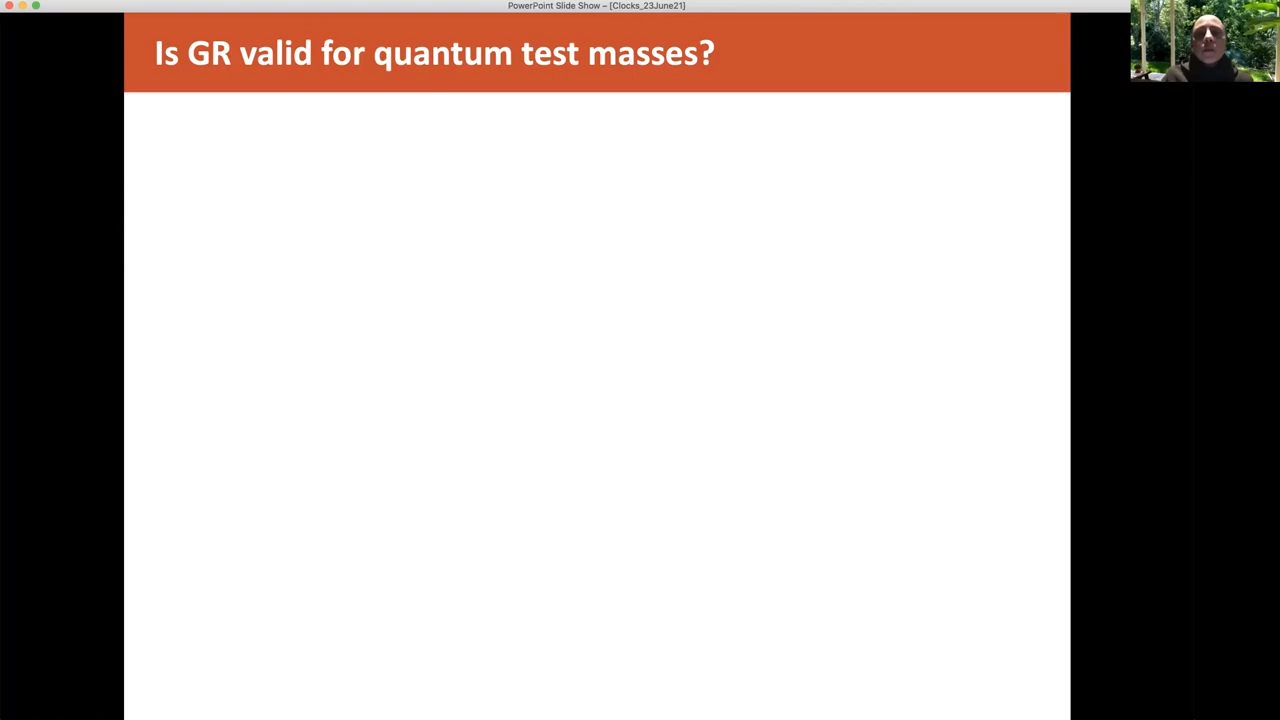 PowerPoint Slide Show – [Clocks_23June21]
Is GR valid for quantum test masses?